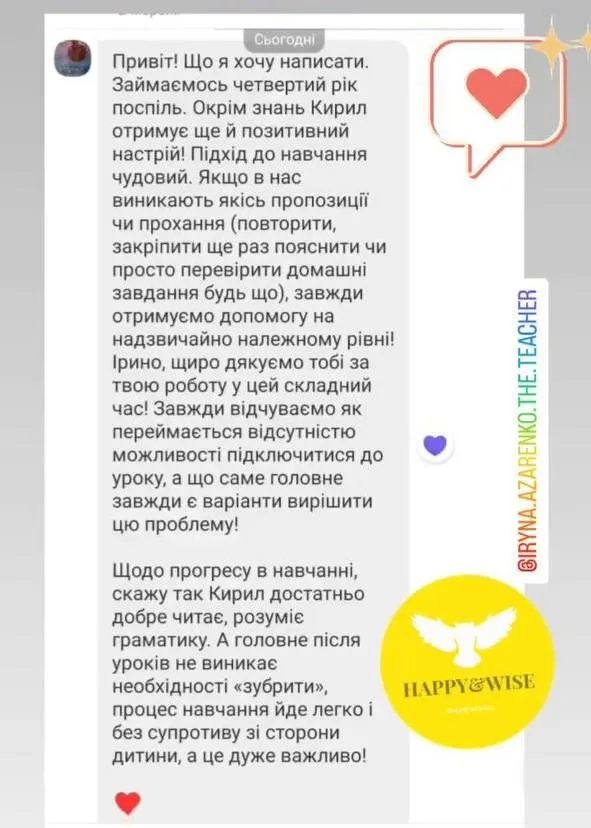 Сьогодні
Привіт! Що я хочу написати.
Займаємось четвертий рік
поспіль. Окрім знань Кирил
отримує ще й позитивний
настрій! Підхід до навчання
чудовий. Якщо в нас
виникають якісь пропозиції
чи прохання (повторити,
закріпити ще раз пояснити чи
просто перевірити домашні
завдання будь що), завжди
отримуємо допомогу на
надзвичайно належному рівні!
Ірино, щиро дякуємо тобі за
твою роботу у цей складний
час! Завжди відчуваємо як
переймається відсутністю
можливості підключитися до
уроку, а що саме головне
завжди є варіанти вирішити
цю проблему!
Щодо прогресу в навчанні,
скажу так Кирил достатньо
добре читає, розуміє
граматику. А головне після
уроків не виникає
необхідності «зубрити»,
процес навчання йде легко і
без супротиву зі сторони
дитини, а це дуже важливо!
@IRYNA.AZARENKO.THE.TEACHER
HAPPY&WISE